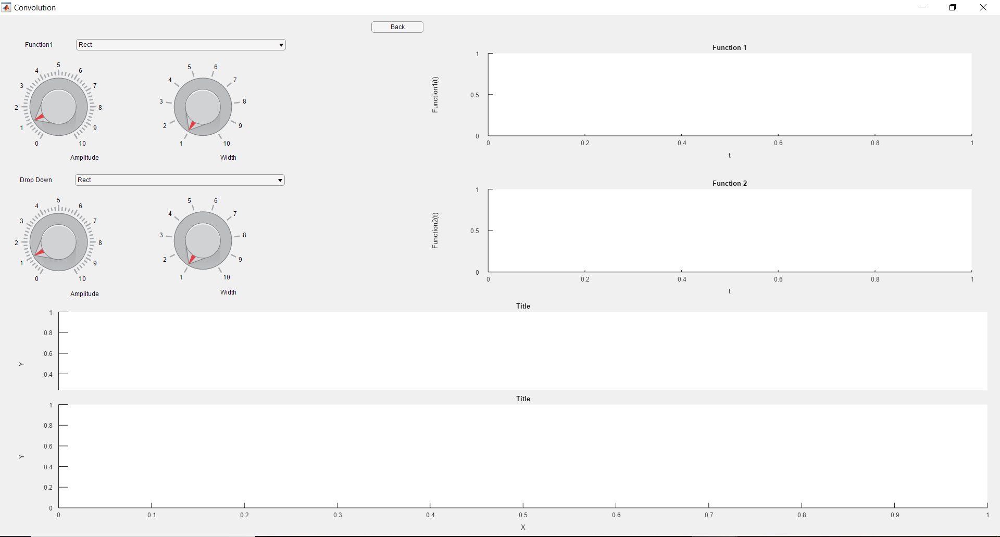 Convolution
Back
Function1 Rect
0 1 2 3 4 5 6 7 8 9 10
Amplitude
1 2 3 4 5 6 7 8 9 10
Width
Function 1
Function1(t)
1
0.5
0
0 0.2 0.4 0.6 0.8 1
t
Drop Down Rect
0 1 2 3 4 5 6 7 8 9 10
Amplitude
1 2 3 4 5 6 7 8 9 10
Width
Function 2
Function2(t)
1
0.5
0
0 0.2 0.4 0.6 0.8 1
t
Title
Y
1
0.8
0.6
0.4
Title
Y
1
0.8
0.6
0.4
0.2
0
0 0.1 0.2 0.3 0.4 0.5 0.6 0.7 0.8 0.9 1
X